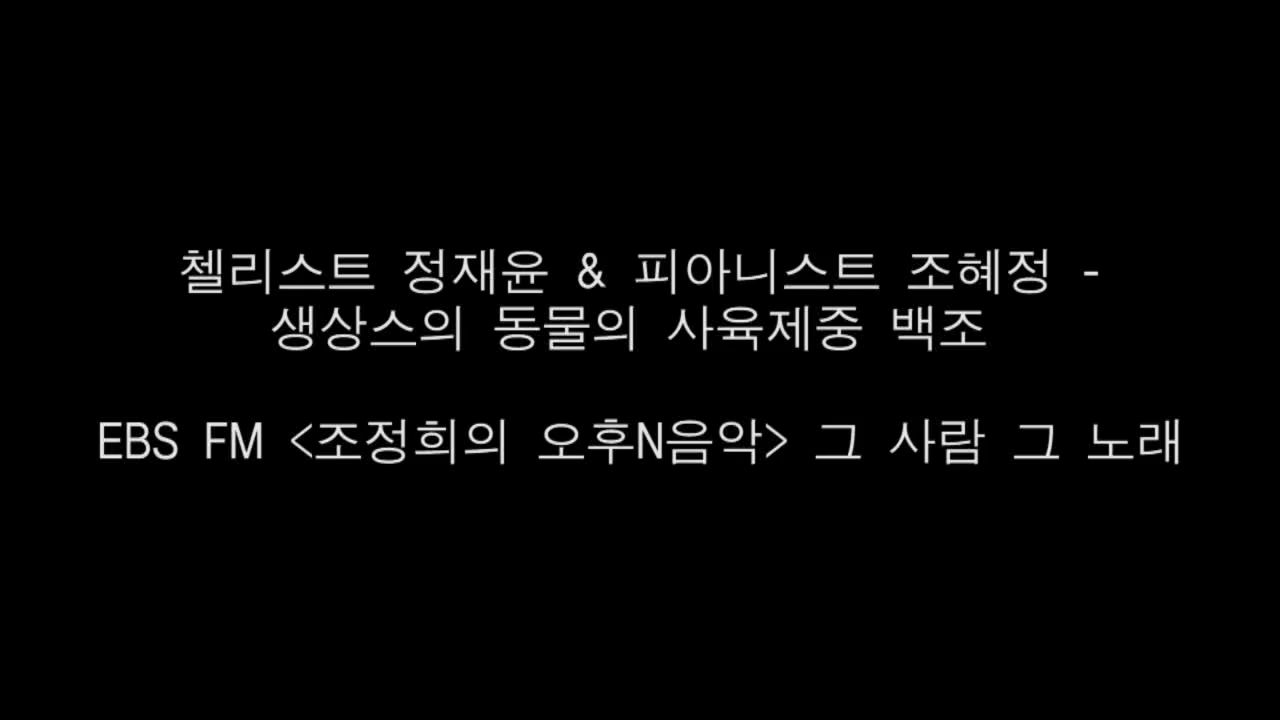 첼리스트 정재윤 & 피아니스트 조혜정 -
생상스의 동물의 사육제중 백조
EBS FM <조정희의 오후N음악> 그 사람 그 노래